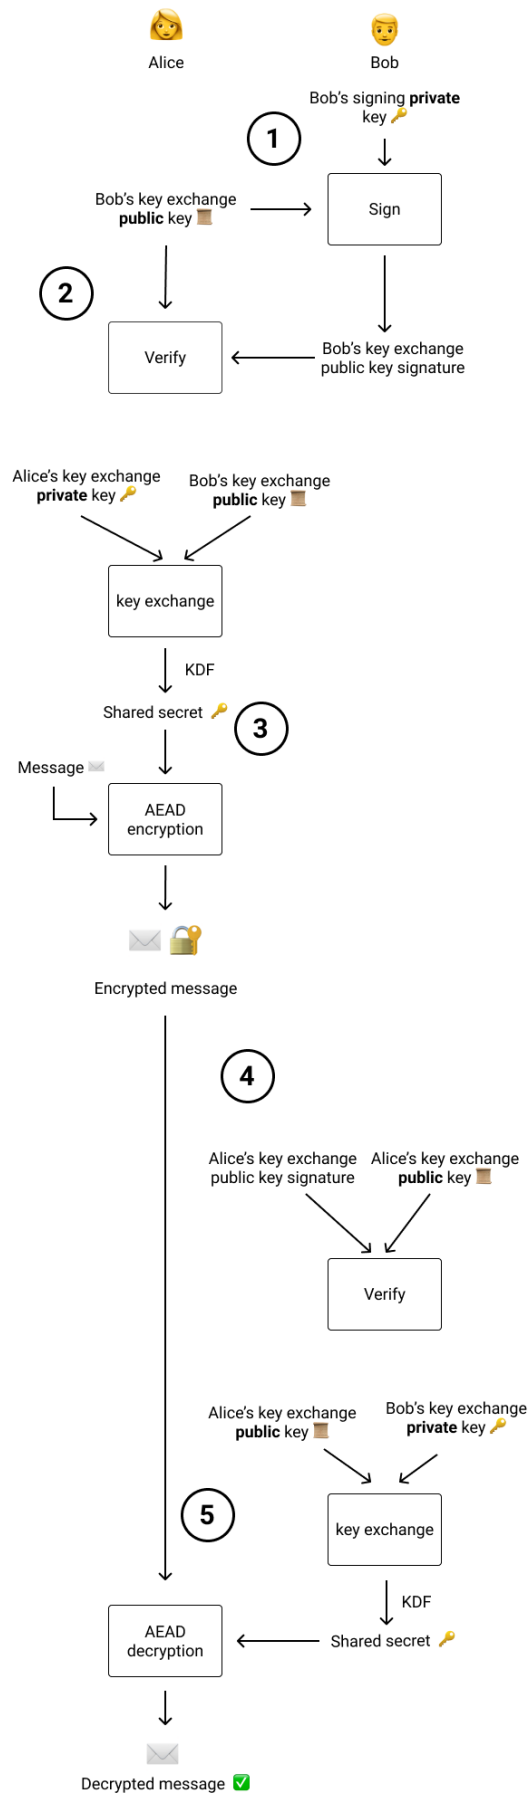 Alice
Bob
Bob's signing private
key
1
Bob's key exchange
public key
Sign
2
Verify
Bob's key exchange
public key signature
Alice's key exchange
private key
Bob's key exchange
public key
key exchange
KDF
Shared secret
3
Message
AEAD
encryption
Encrypted message
4
Alice's key exchange
public key signature
Alice's key exchange
public key
Verify
Alice's key exchange
public key
Bob's key exchange
private key
5
key exchange
KDF
AEAD
decryption
Shared secret
Decrypted message